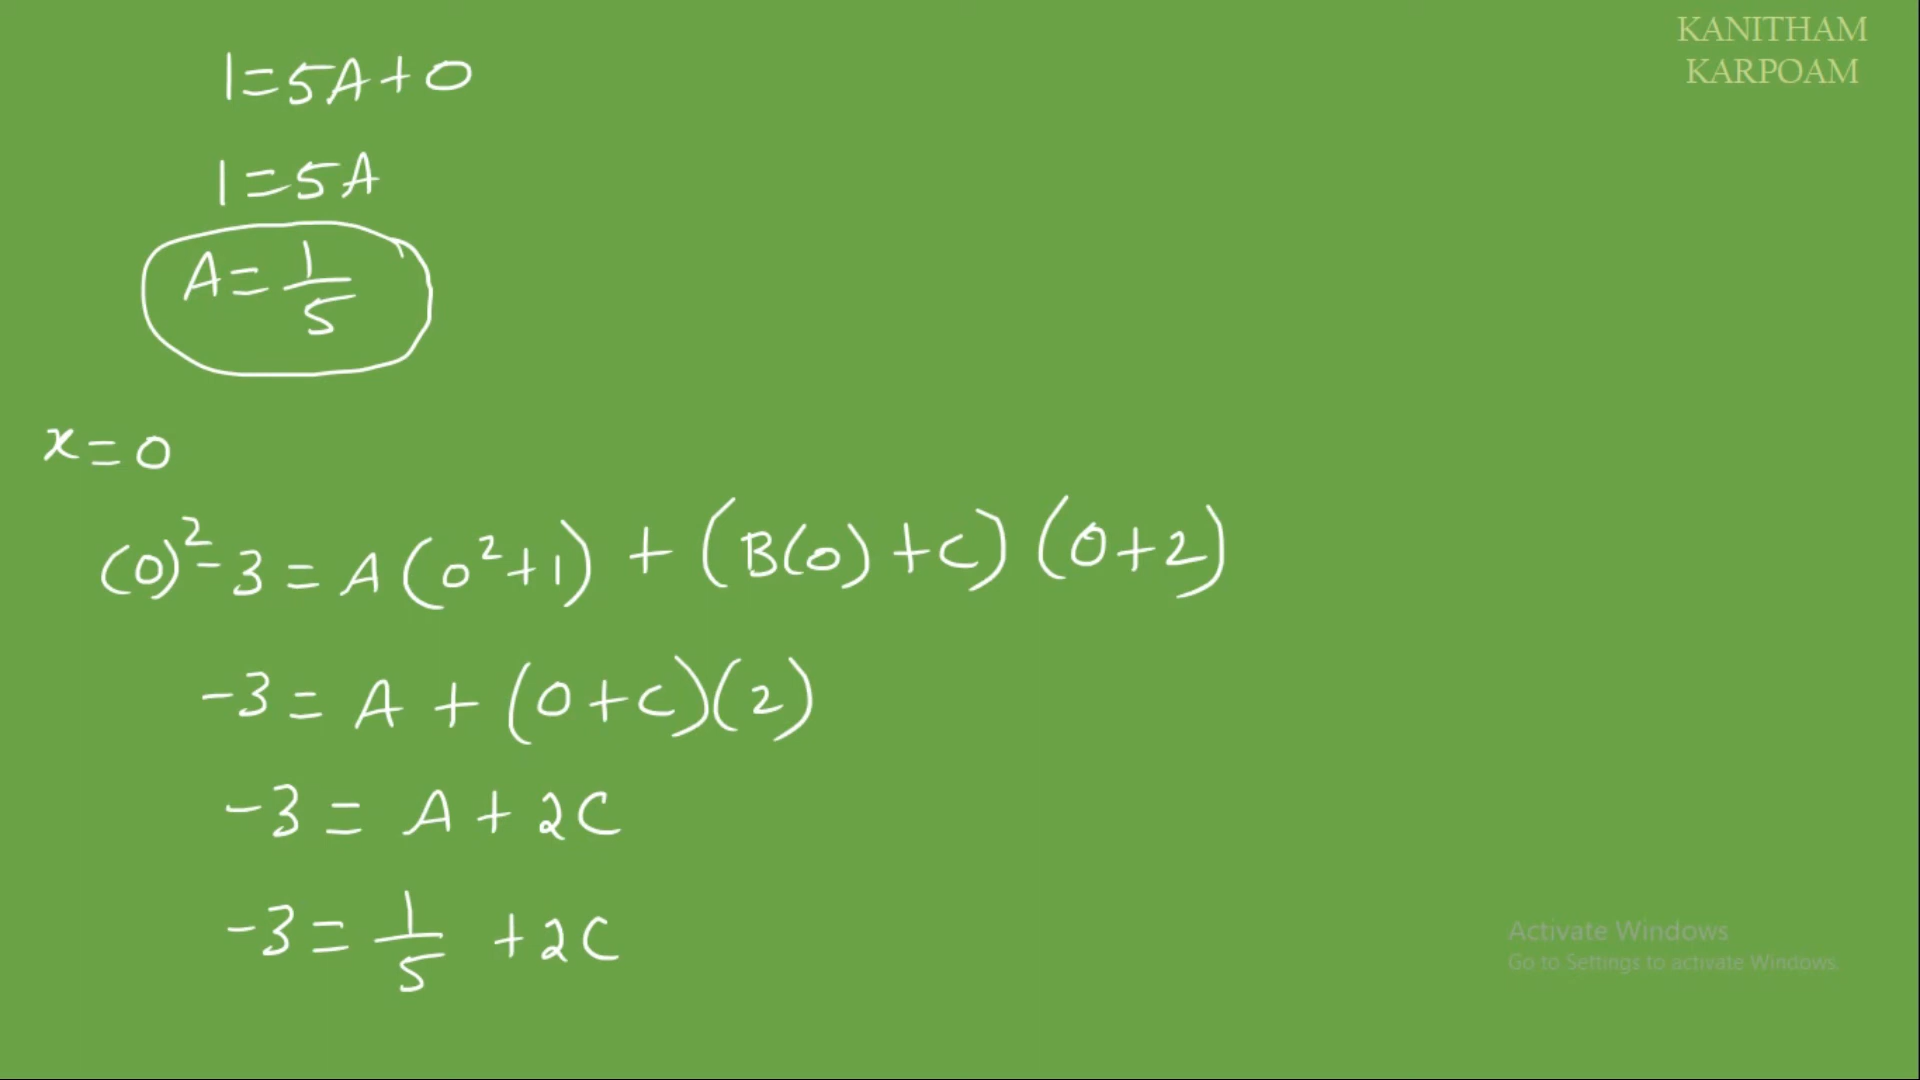 KANITHAM
KARPOAM
1=5A+0
1=5A
A=1/5
x=0
(0)²-3=A(0²+1)+(B(0)+C)(0+2)
-3=A+(0+C)(2)
-3=A+2C
-3=1/5+2C
Activate Windows
Go to Settings to activate Windows.